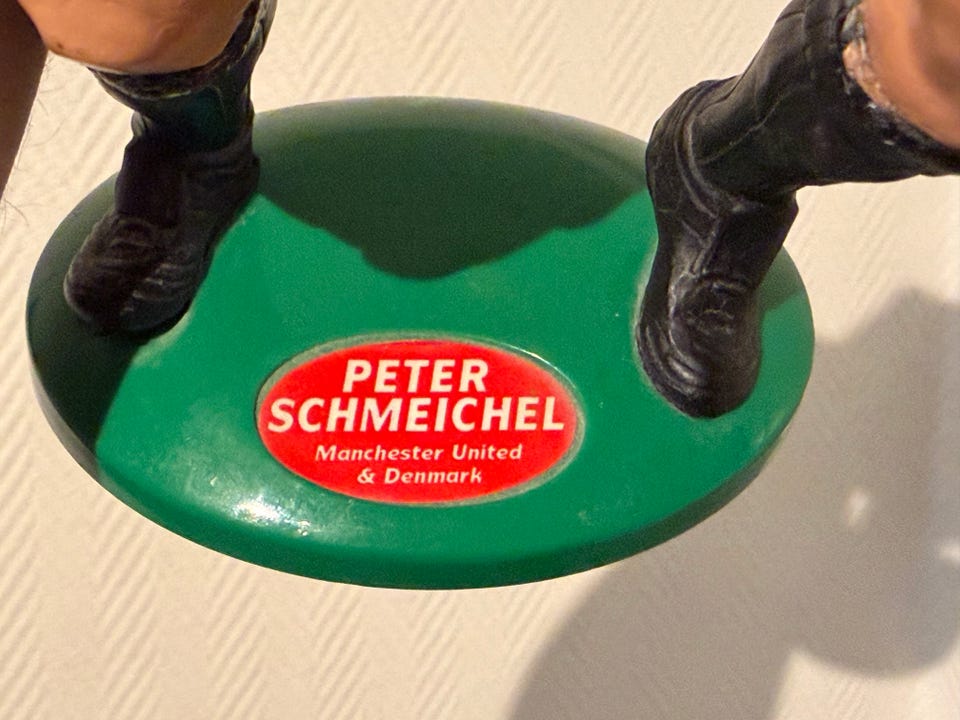 PETER
SCHMEICHEL
Manchester United
& Denmark